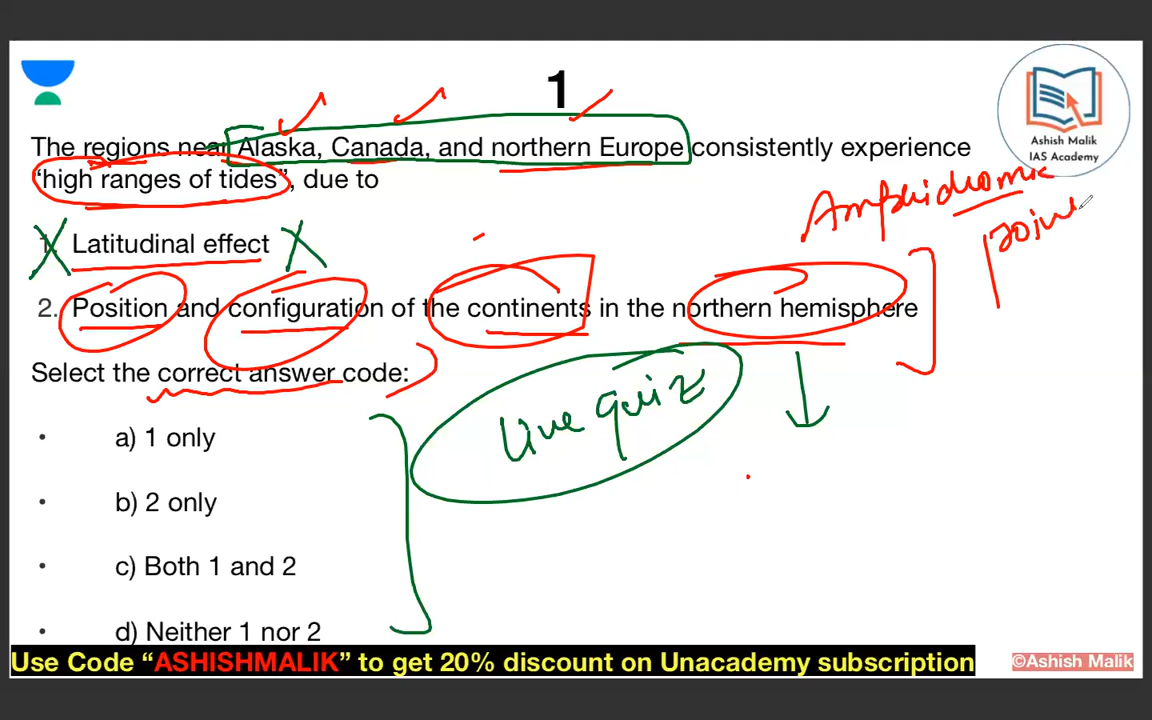 1
Ashish Malik
IAS Academy
The regions near Alaska, Canada, and northern Europe consistently experience
“high ranges of tides”, due to
Amphidromic
Point
1. Latitudinal effect
2. Position and configuration of the continents in the northern hemisphere
Select the correct answer code:
Live quiz
• a) 1 only
• b) 2 only
• c) Both 1 and 2
• d) Neither 1 nor 2
Use Code “ASHISHMALIK” to get 20% discount on Unacademy subscription
©Ashish Malik